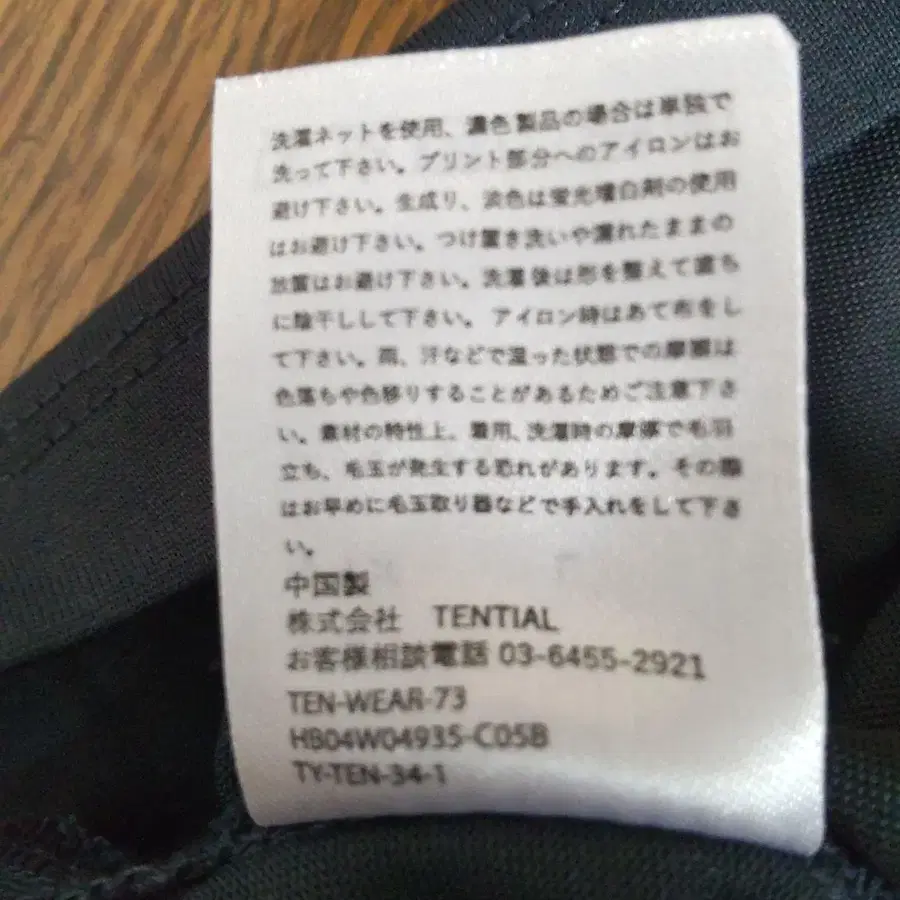 洗濯ネットを使用、濃色製品の場合は単独で
洗って下さい。プリント部分へのアイロンはお
避け下さい。生成り、淡色は蛍光増白剤の使用
はお避け下さい。つけ置き洗いや濡れたままの
放置はお避け下さい。洗濯後は形を整えて直ち
に陰干しして下さい。アイロン時はあて布をし
て下さい。雨、汗などで湿った状態での摩擦は
色落ちや色移りすることがあるためご注意下さ
い。素材の特性上、着用、洗濯時の摩擦で毛羽
立ち、毛玉が発生する恐れがあります。その際
はお早めに毛玉取り器などで手入れをして下さ
い。
中国製
株式会社 TENTIAL
お客様相談電話 03-6455-2921
TEN-WEAR-73
HB04W04935-C05B
TY-TEN-34-1